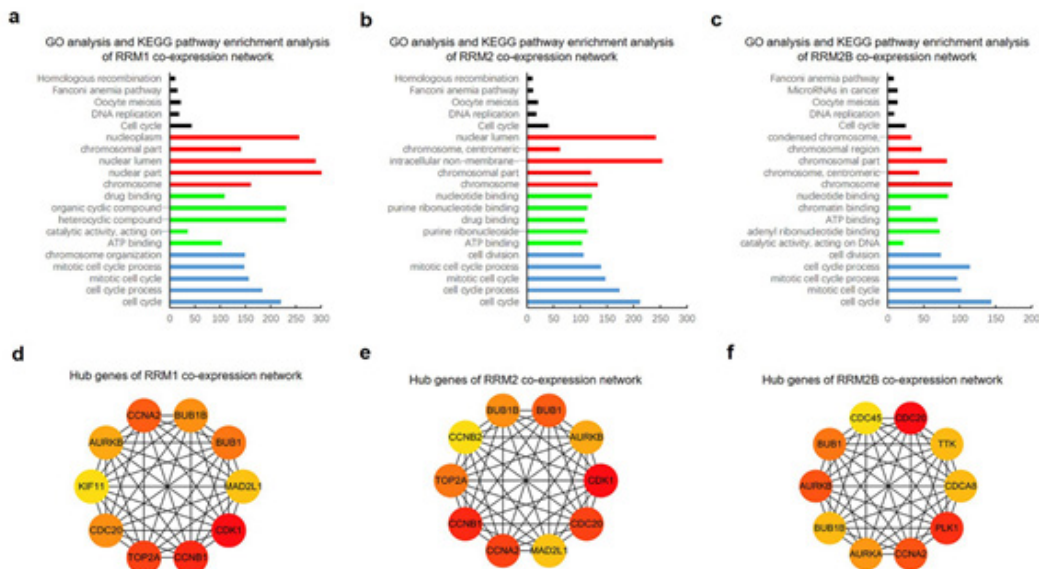 a
GO analysis and KEGG pathway enrichment analysis
of RRM1 co-expression network
Homologous recombination
Fanconi anemia pathway
Oocyte meiosis
DNA replication
Cell cycle
nucleoplasm
chromosomal part
nuclear lumen
nuclear part
chromosome
drug binding
organic cyclic compound
heterocyclic compound
catalytic activity, acting on
ATP binding
chromosome organization
mitotic cell cycle process
mitotic cell cycle
cell cycle process
cell cycle
0 50 100 150 200 250 300
b
GO analysis and KEGG pathway enrichment analysis
of RRM2 co-expression network
Homologous recombination
Fanconi anemia pathway
Oocyte meiosis
DNA replication
Cell cycle
nuclear lumen
chromosome, centromeric
intracellular non-membrane-
chromosomal part
chromosome
nucleotide binding
purine ribonucleotide binding
drug binding
purine ribonucleoside
ATP binding
cell division
mitotic cell cycle process
mitotic cell cycle
cell cycle process
cell cycle
0 50 100 150 200 250 300
c
GO analysis and KEGG pathway enrichment analysis
of RRM2B co-expression network
Fanconi anemia pathway
MicroRNAs in cancer
Oocyte meiosis
DNA replication
Cell cycle
condensed chromosome,
chromosomal region
chromosomal part
chromosome, centromeric
chromosome
nucleotide binding
chromatin binding
ATP binding
adenyl ribonucleotide binding
catalytic activity, acting on DNA
cell division
cell cycle process
mitotic cell cycle process
mitotic cell cycle
cell cycle
0 50 100 150 200
d
Hub genes of RRM1 co-expression network
CCNA2 BUB1B
AURKB BUB1
KIF11 MAD2L1
CDC20 CDK1
TOP2A CCNB1
e
Hub genes of RRM2 co-expression network
BUB1B BUB1
CCNB2 AURKB
TOP2A CDK1
CCNB1 CDC20
CCNA2 MAD2L1
f
Hub genes of RRM2B co-expression network
CDC45 CDC20
BUB1 TTK
AURKB CDCA8
BUB1B PLK1
AURKA CCNA2